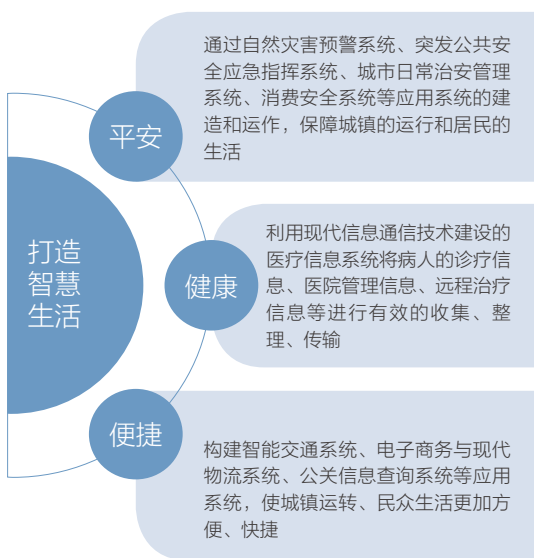 打造
智慧
生活
平安
通过自然灾害预警系统、突发公共安
全应急指挥系统、城市日常治安管理
系统、消费安全系统等应用系统的建
造和运作，保障城镇的运行和居民的
生活
健康
利用现代信息通信技术建设的
医疗信息系统将病人的诊疗信
息、医院管理信息、远程治疗
信息等进行有效的收集、整
理、传输
便捷
构建智能交通系统、电子商务与现代
物流系统、公关信息查询系统等应用
系统，使城镇运转、民众生活更加方
便、快捷